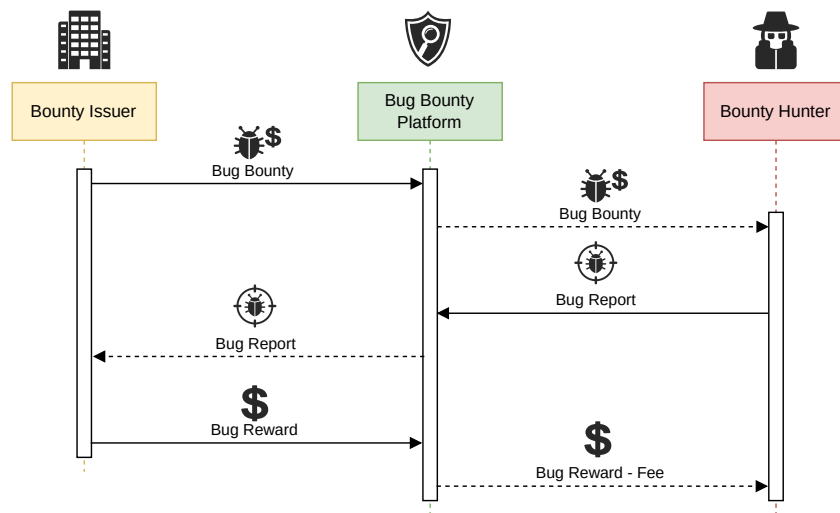 Bounty Issuer
Bug Bounty
Platform
Bounty Hunter
$
Bug Bounty
$
Bug Bounty
Bug Report
Bug Report
$
Bug Reward
$
Bug Reward - Fee